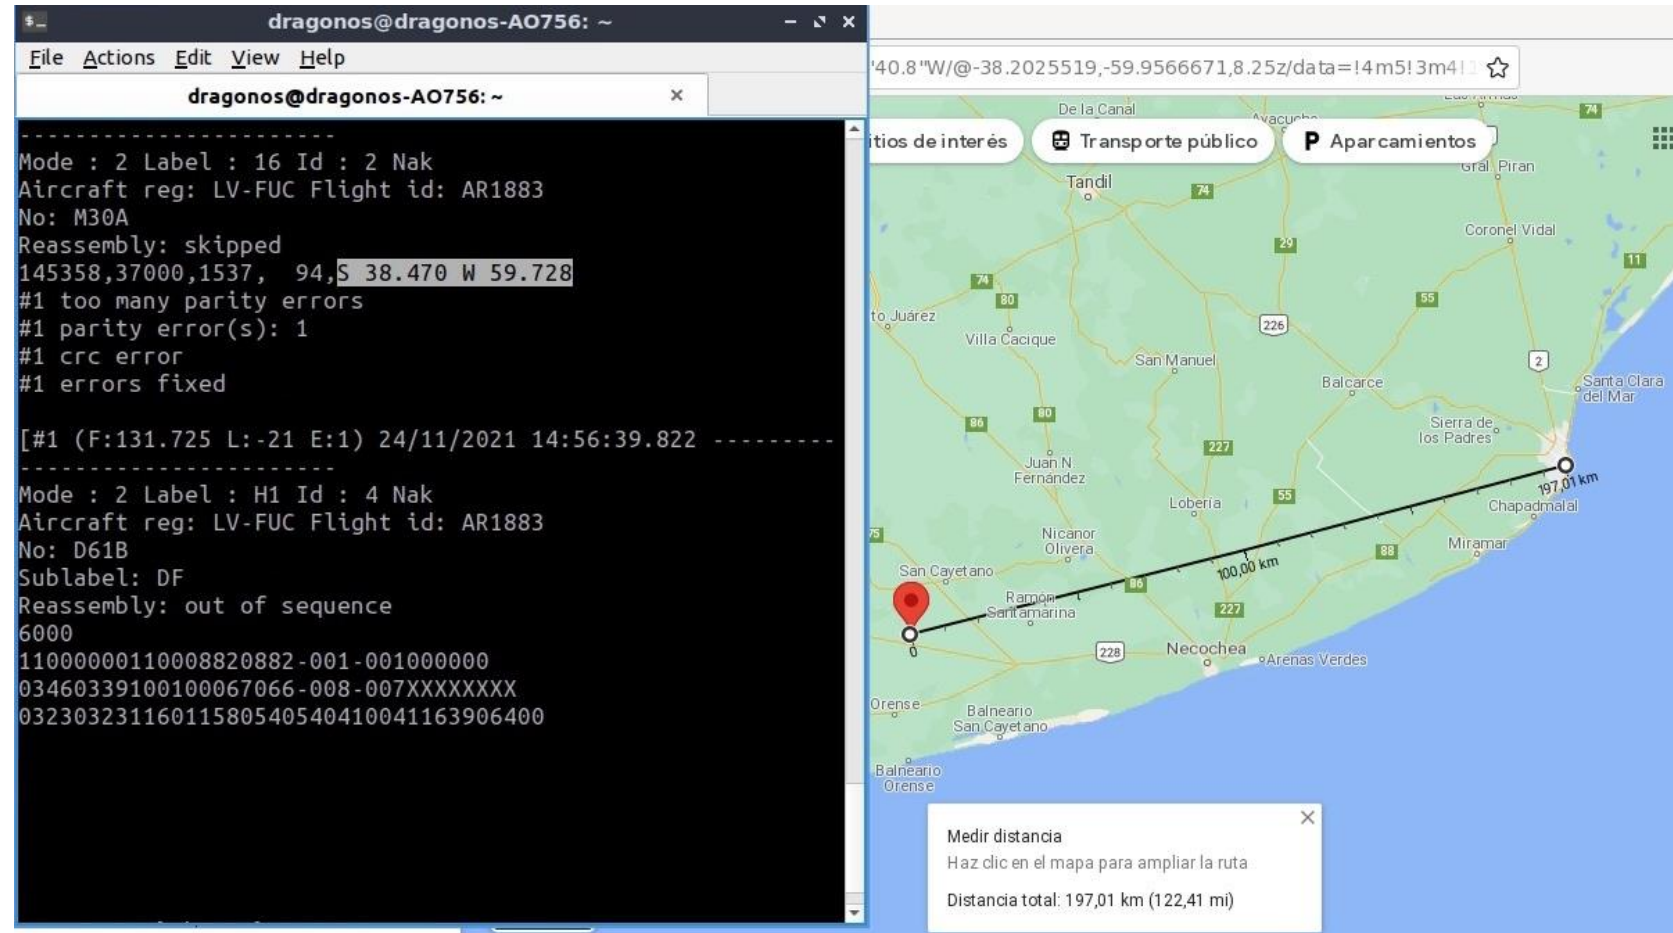 dragonos@dragonos-AO756: ~
File Actions Edit View Help
dragonos@dragonos-AO756: ~
------------------------
Mode : 2 Label : 16 Id : 2 Nak
Aircraft reg: LV-FUC Flight id: AR1883
No: M30A
Reassembly: skipped
145358,37000,1537,  94,S 38.470 W 59.728
#1 too many parity errors
#1 parity error(s): 1
#1 crc error
#1 errors fixed
[#1 (F:131.725 L:-21 E:1) 24/11/2021 14:56:39.822 ---------
------------------------
Mode : 2 Label : H1 Id : 4 Nak
Aircraft reg: LV-FUC Flight id: AR1883
No: D61B
Sublabel: DF
Reassembly: out of sequence
6000
11000000110008820882-001-001000000
03460339100100067066-008-007XXXXXXXX
03230323116011580540540410041163906400
'40.8"W/@-38.2025519,-59.9566671,8.25z/data=!4m5!3m4!
De la Canal
74
itios de interés
Transporte público
P Aparcamientos
Gral. Piran
Tandil
74
Coronel Vidal
29
11
74
80
55
to Juárez
226
Villa Cacique
San Manuel
2
Balcarce
Santa Clara
del Mar
80
86
Sierra de
los Padres
227
Juan N.
Fernández
197,01 km
55
Lobería
Chapadmalal
75
Nicanor
Olivera
88
Miramar
San Cayetano
100,00 km
86
Ramón
Santamarina
227
0
228
Necochea
Arenas Verdes
Orense
Balneario
San Cayetano
Balneario
Orense
Medir distancia
Haz clic en el mapa para ampliar la ruta
Distancia total: 197,01 km (122,41 mi)